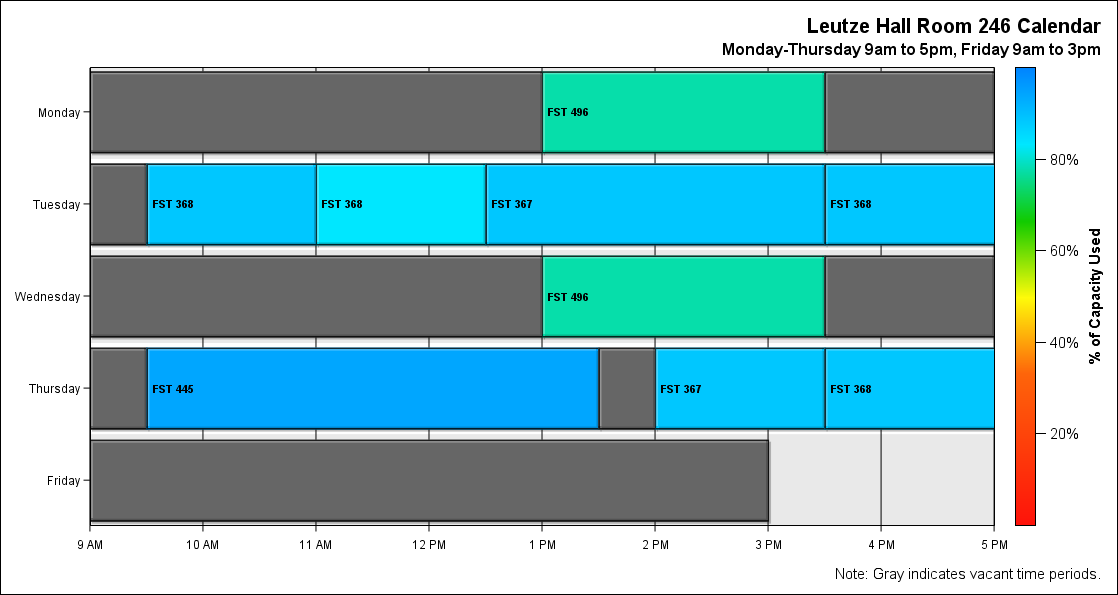 Leutze Hall Room 246 Calendar
Monday-Thursday 9am to 5pm, Friday 9am to 3pm
Monday
FST 496
Tuesday
FST 368
FST 368
FST 367
FST 368
Wednesday
FST 496
Thursday
FST 445
FST 367
FST 368
Friday
9 AM
10 AM
11 AM
12 PM
1 PM
2 PM
3 PM
4 PM
5 PM
80%
60%
40%
20%
% of Capacity Used
Note: Gray indicates vacant time periods.